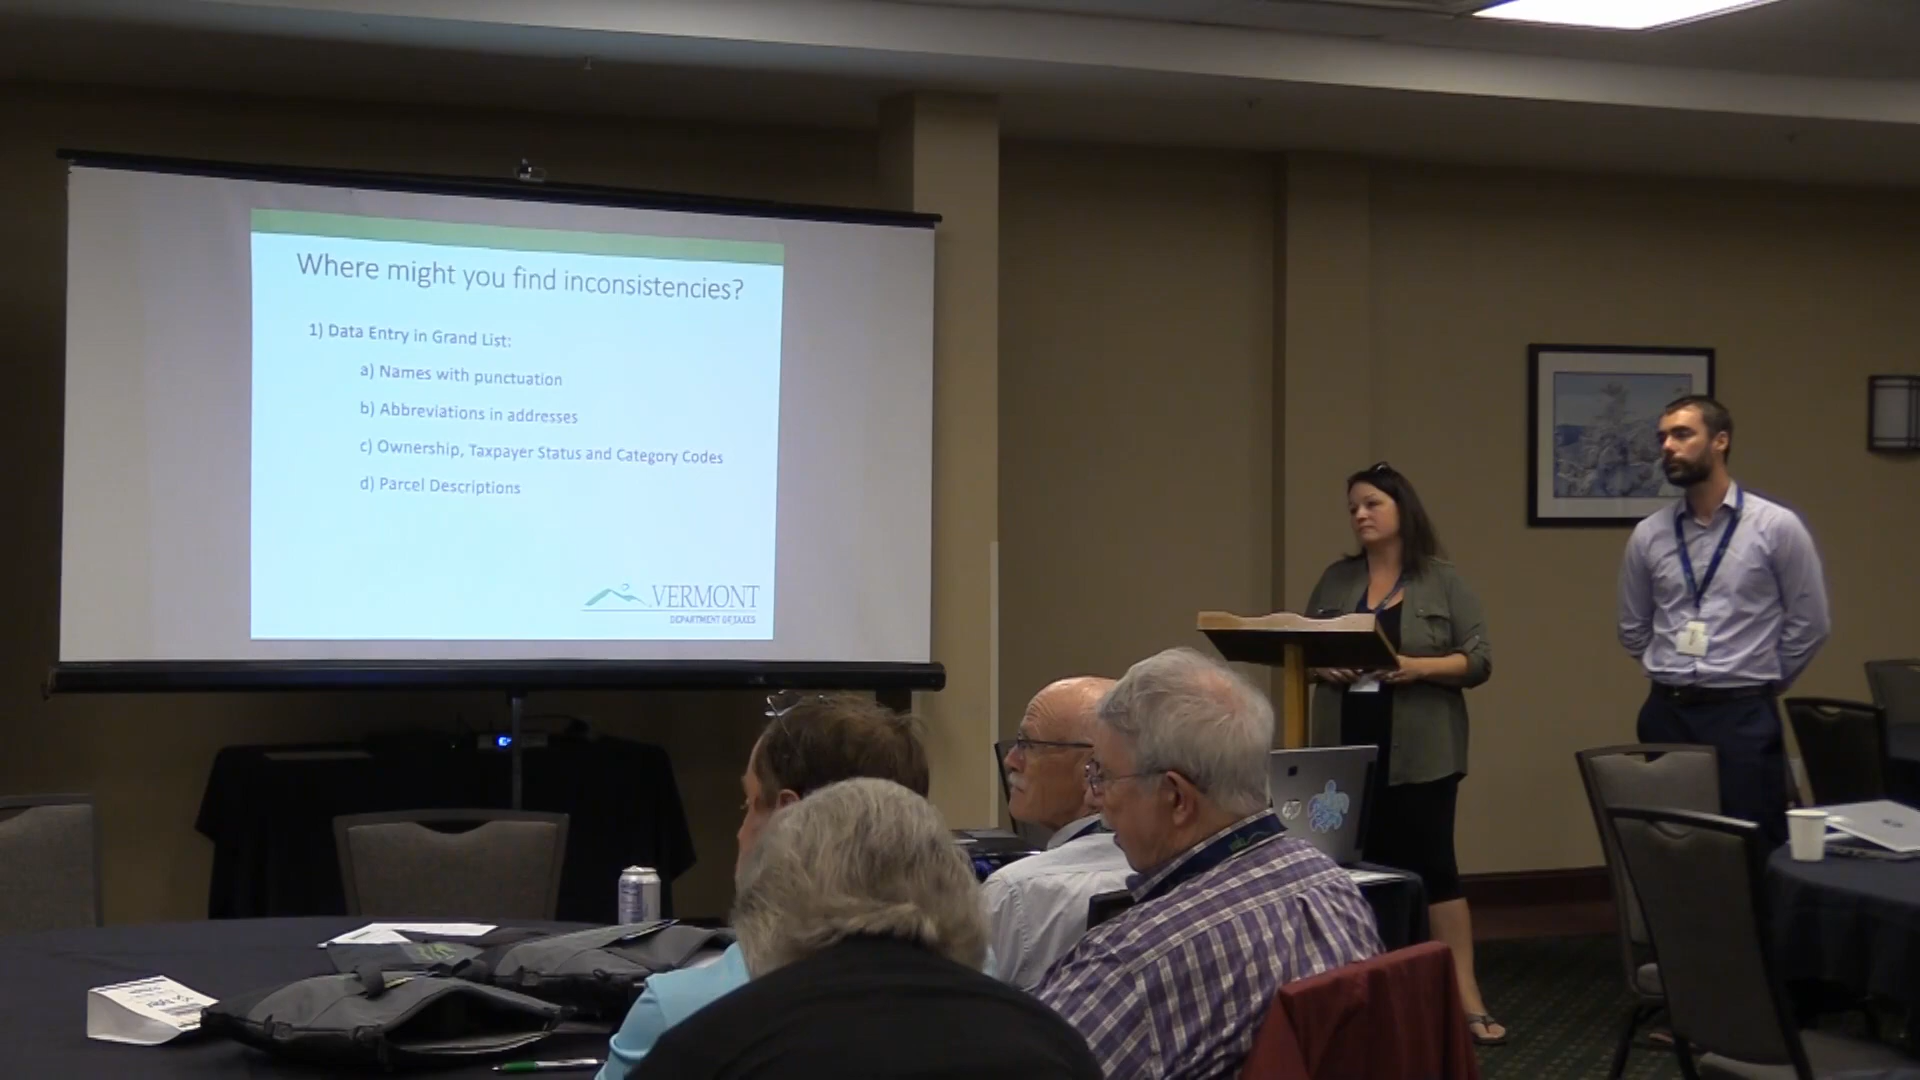 Where might you find inconsistencies?
1) Data Entry in Grand List:
a) Names with punctuation
b) Abbreviations in addresses
c) Ownership, Taxpayer Status and Category Codes
d) Parcel Descriptions
VERMONT
DEPARTMENT OF TAXES